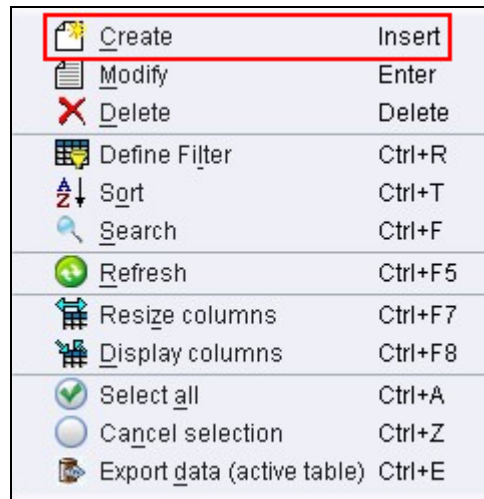 Create Insert
Modify Enter
Delete Delete
Define Filter Ctrl+R
Sort Ctrl+T
Search Ctrl+F
Refresh Ctrl+F5
Resize columns Ctrl+F7
Display columns Ctrl+F8
Select all Ctrl+A
Cancel selection Ctrl+Z
Export data (active table) Ctrl+E